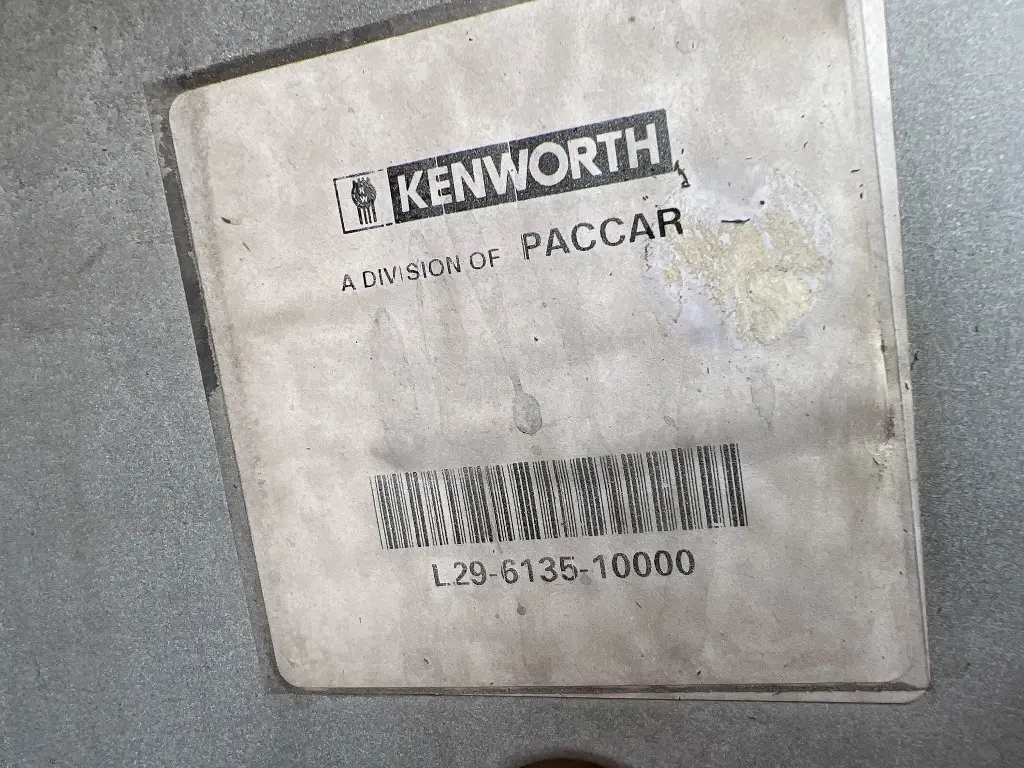 KENWORTH
A DIVISION OF PACCAR
L29-6135-10000